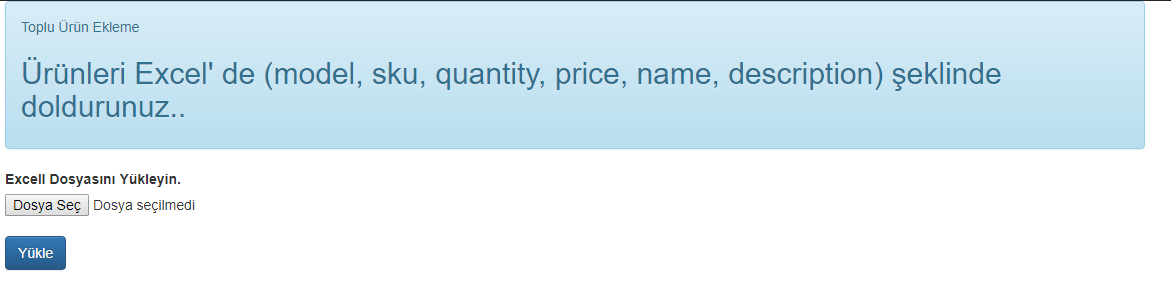 Toplu Ürün Ekleme
Ürünleri Excel' de (model, sku, quantity, price, name, description) şeklinde
doldurunuz..
Excell Dosyasını Yükleyin.
Dosya Seç Dosya seçilmedi
Yükle